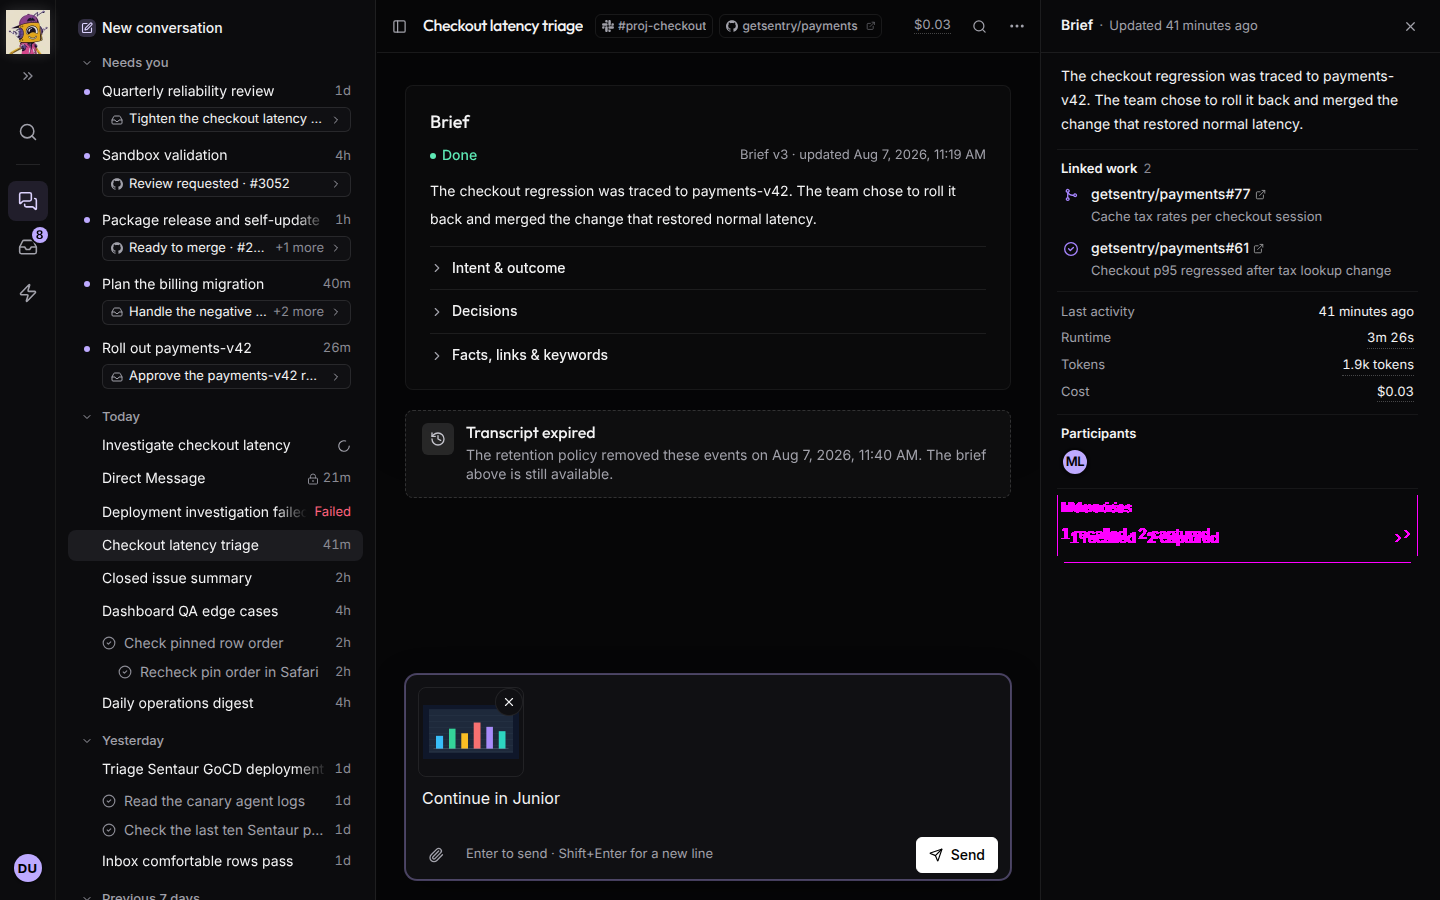 New conversation
Needs you
Quarterly reliability review 1d
Tighten the checkout latency ...
Sandbox validation 4h
Review requested · #3052
Package release and self-update 1h
Ready to merge · #2... +1 more
Plan the billing migration 40m
Handle the negative ... +2 more
Roll out payments-v42 26m
Approve the payments-v42 r...
Today
Investigate checkout latency
Direct Message 21m
Deployment investigation failed Failed
Checkout latency triage 41m
Closed issue summary 2h
Dashboard QA edge cases 4h
Check pinned row order 2h
Recheck pin order in Safari 2h
Daily operations digest 4h
Yesterday
Triage Sentaur GoCD deployment 1d
Read the canary agent logs 1d
Check the last ten Sentaur p... 1d
Inbox comfortable rows pass 1d
Previous 7 days
8
DU
Checkout latency triage #proj-checkout getsentry/payments $0.03
Brief
Done Brief v3 · updated Aug 7, 2026, 11:19 AM
The checkout regression was traced to payments-v42. The team chose to roll it
back and merged the change that restored normal latency.
Intent & outcome
Decisions
Facts, links & keywords
Transcript expired
The retention policy removed these events on Aug 7, 2026, 11:40 AM. The brief
above is still available.
Continue in Junior
Enter to send · Shift+Enter for a new line Send
Brief · Updated 41 minutes ago
The checkout regression was traced to payments-
v42. The team chose to roll it back and merged the
change that restored normal latency.
Linked work 2
getsentry/payments#77
Cache tax rates per checkout session
getsentry/payments#61
Checkout p95 regressed after tax lookup change
Last activity 41 minutes ago
Runtime 3m 26s
Tokens 1.9k tokens
Cost $0.03
Participants
ML